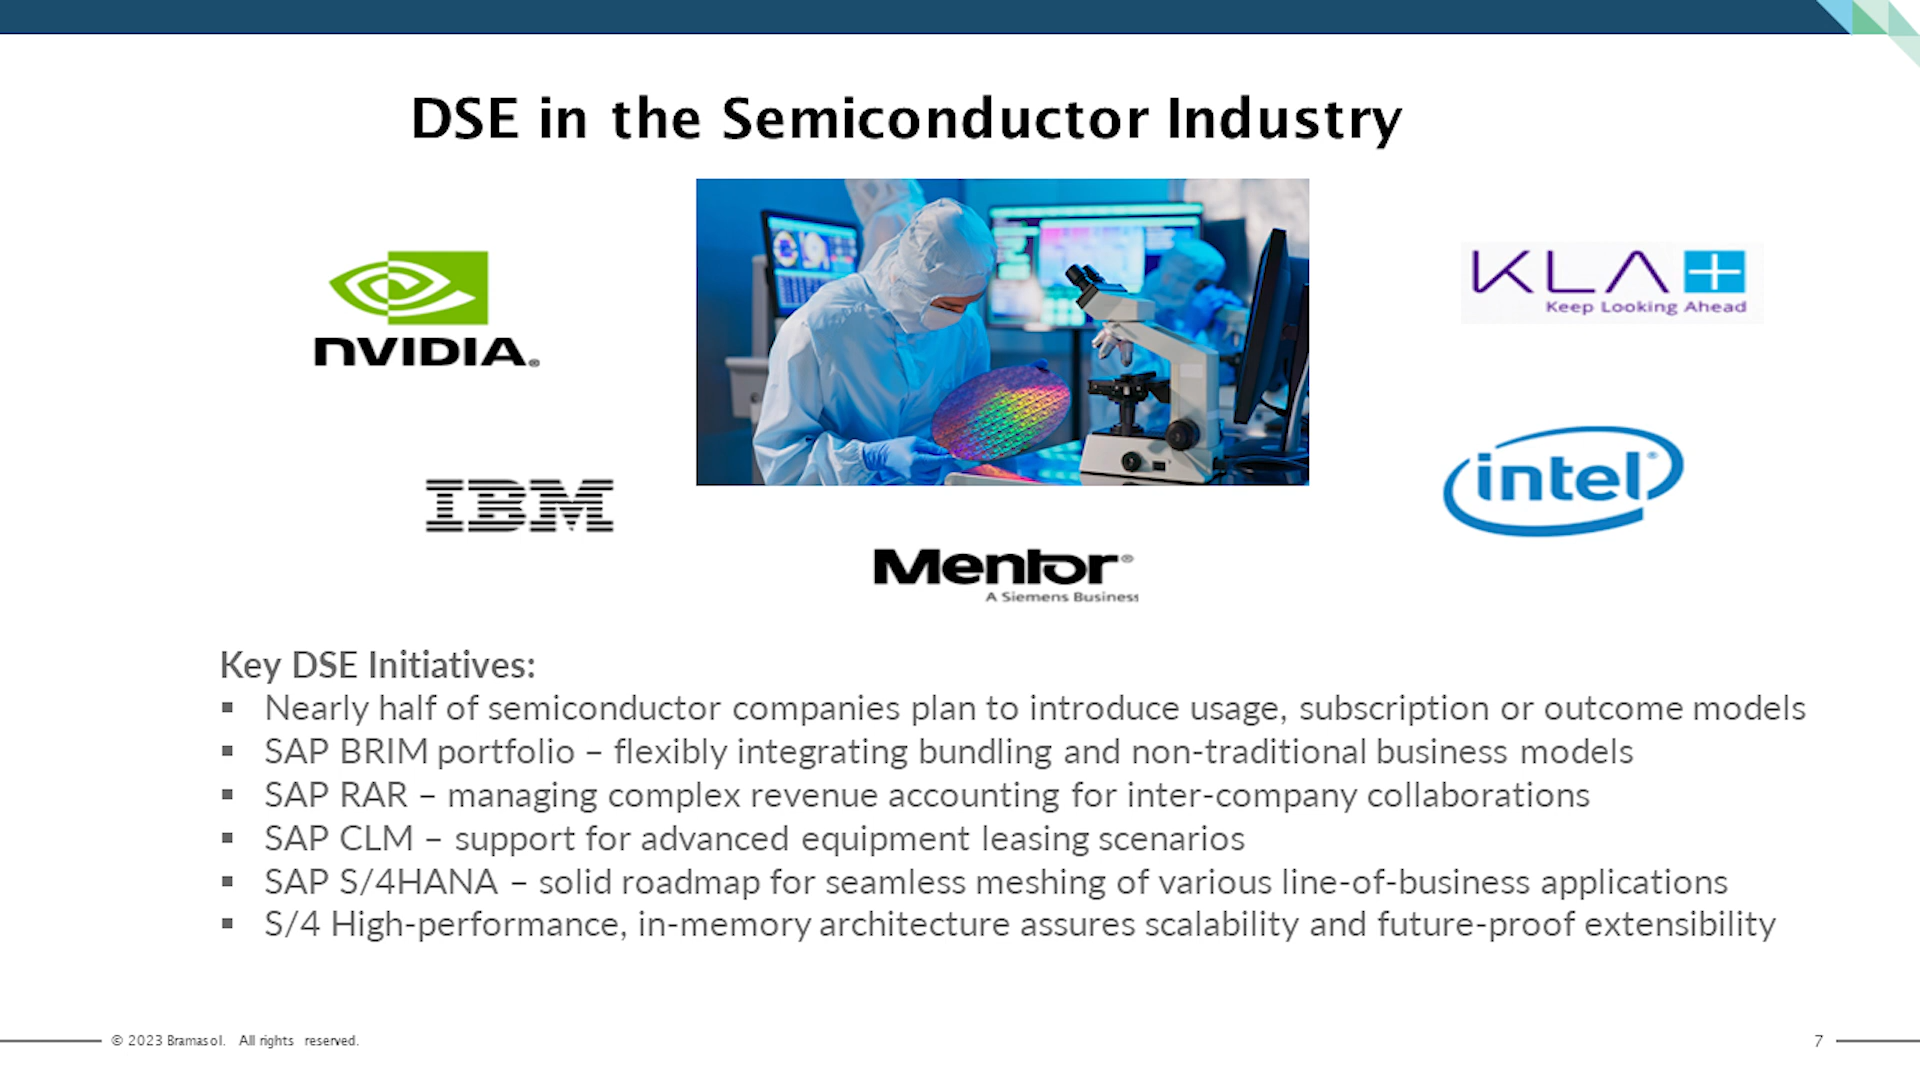 DSE in the Semiconductor Industry
NVIDIA®
KLA+
Keep Looking Ahead
intel®
IBM
Mentor®
A Siemens Business
Key DSE Initiatives:
▪ Nearly half of semiconductor companies plan to introduce usage, subscription or outcome models
▪ SAP BRIM portfolio – flexibly integrating bundling and non-traditional business models
▪ SAP RAR – managing complex revenue accounting for inter-company collaborations
▪ SAP CLM – support for advanced equipment leasing scenarios
▪ SAP S/4HANA – solid roadmap for seamless meshing of various line-of-business applications
▪ S/4 High-performance, in-memory architecture assures scalability and future-proof extensibility
© 2023 Bramasol. All rights reserved.
7